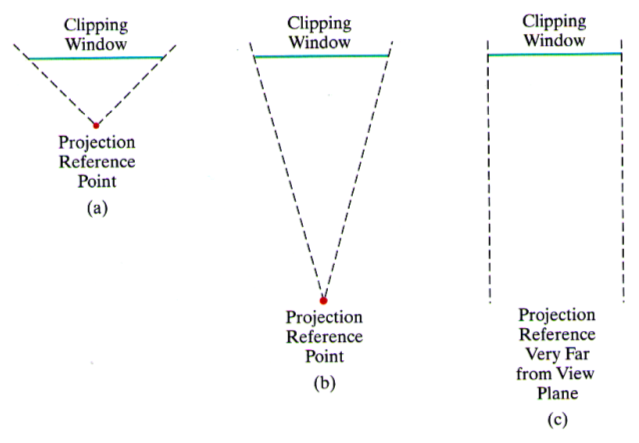 Clipping
Window
Projection
Reference
Point
(a)
Clipping
Window
Projection
Reference
Point
(b)
Clipping
Window
Projection
Reference
Very Far
from View
Plane
(c)